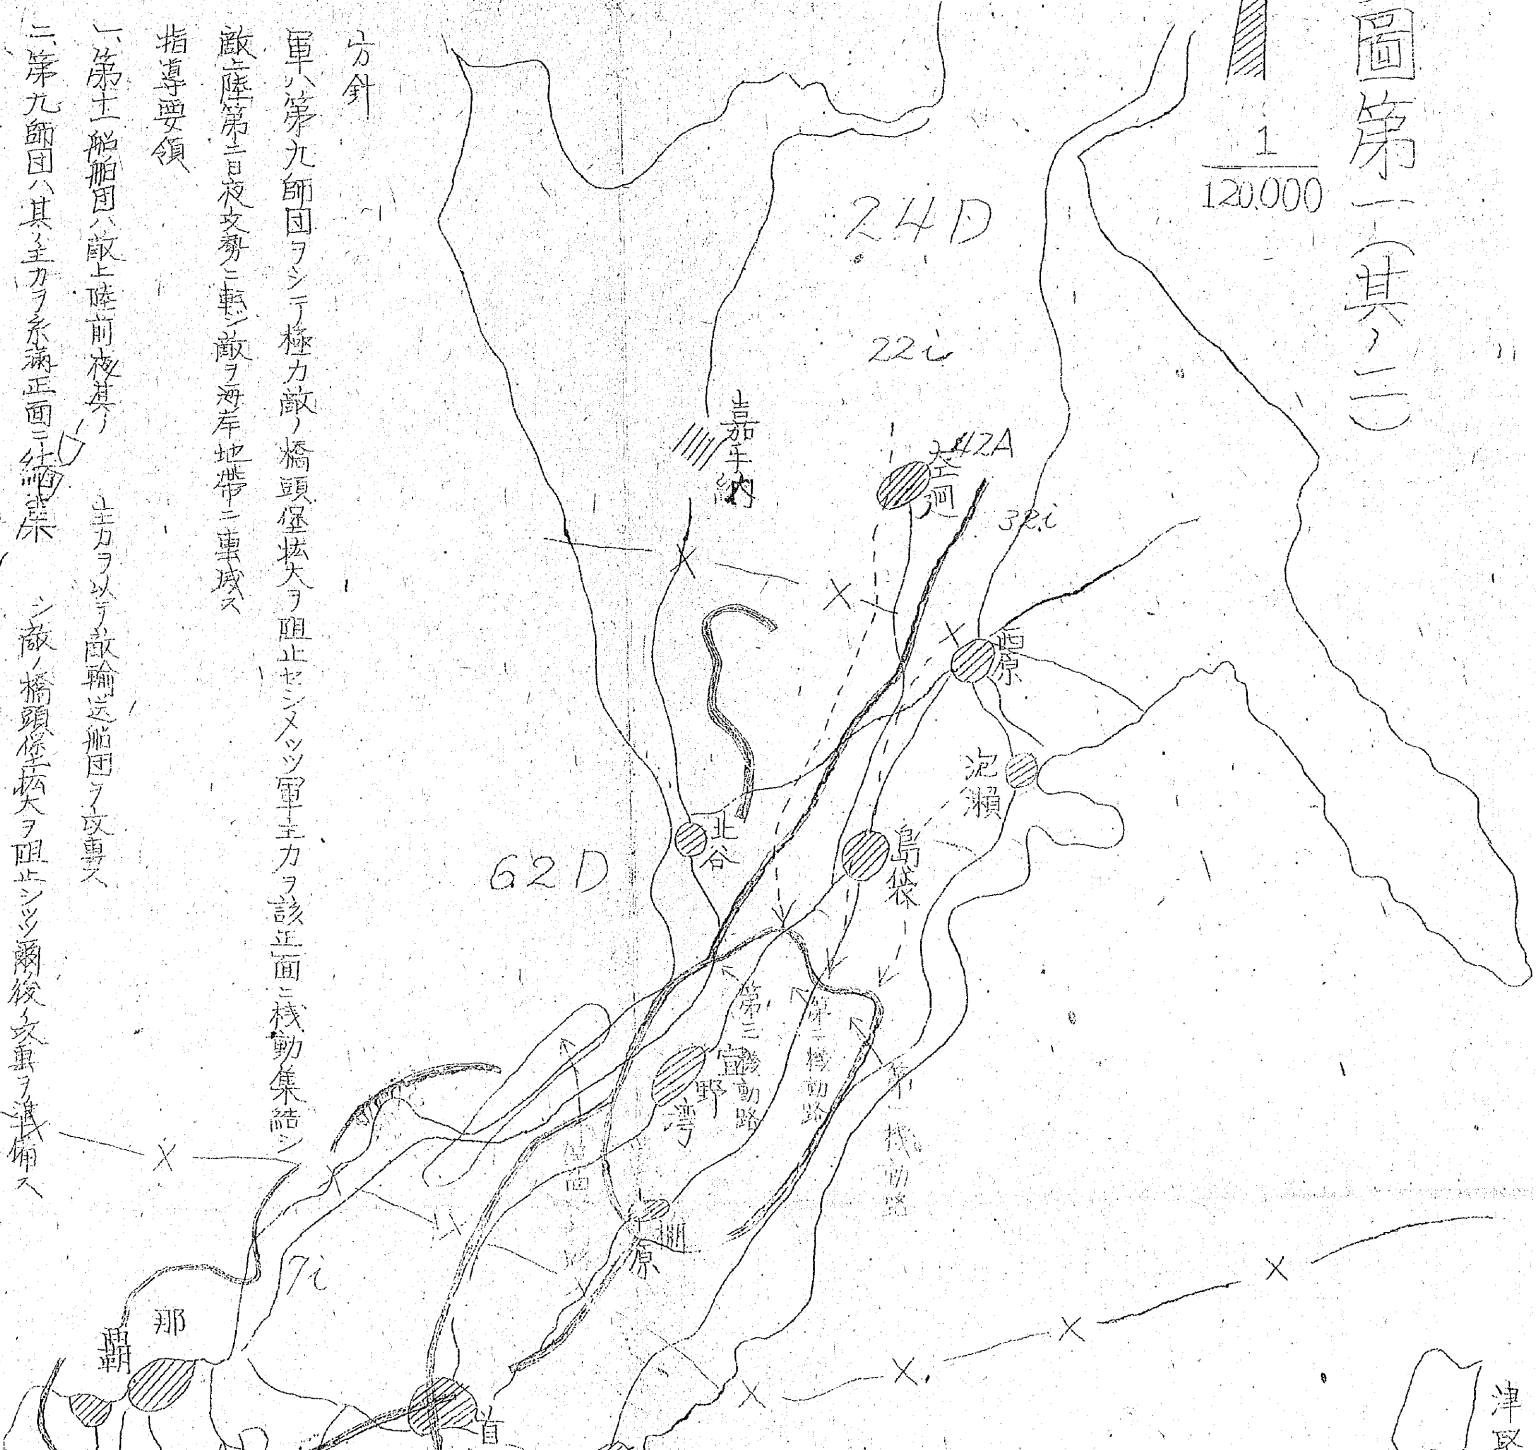 圖第一(其ノ二)
1
120,000
方針
軍ハ第九師団ヲシテ極力敵ノ橋頭堡拡大ヲ阻止セシメツツ軍主力ヲ該正面ニ機動集結シ
敵上陸第二日夜攻勢ニ転ジ敵ヲ海岸地帶ニ撃滅ス
指導要領
一、第十一船舶団ハ敵上陸前夜其ノ主力ヲ以テ敵輸送船団ヲ攻撃ス
二、第九師団ハ其ノ主力ヲ糸満正面ニ結集シ敵ノ橋頭堡拡大ヲ阻止シツツ爾後ノ攻撃ヲ準備ス
24D
22i
嘉手納
42A
32i
泡瀬
島袋
北谷
62D
第三機動路
第二機動路
第一機動路
宜野湾
原
7i
那覇
首
津堅